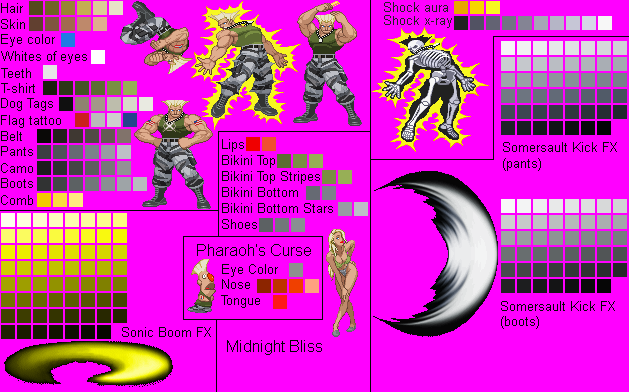 Hair
Skin
Eye color
Whites of eyes
Teeth
T-shirt
Dog Tags
Flag tattoo
Belt
Pants
Camo
Boots
Comb
Shock aura
Shock x-ray
Somersault Kick FX
(pants)
Lips
Bikini Top
Bikini Top Stripes
Bikini Bottom
Bikini Bottom Stars
Shoes
Pharaoh's Curse
Eye Color
Nose
Tongue
Midnight Bliss
Sonic Boom FX
Somersault Kick FX
(boots)